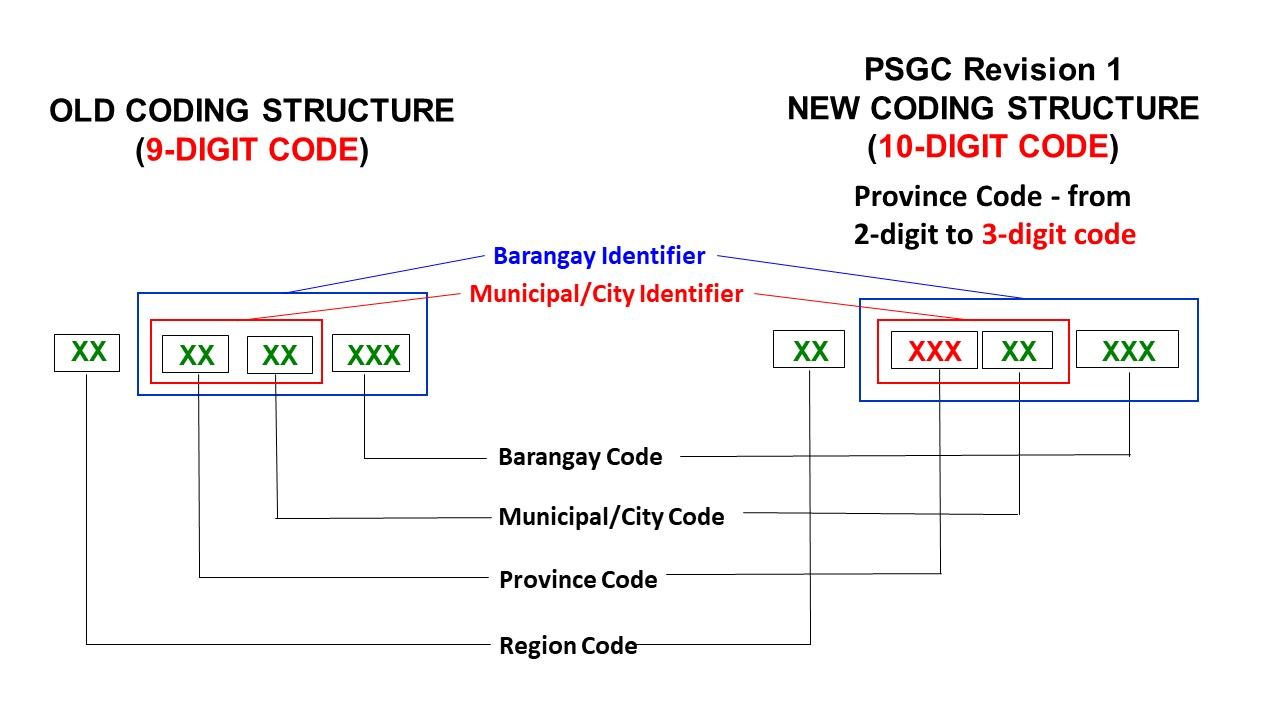 OLD CODING STRUCTURE
(9-DIGIT CODE)
PSGC Revision 1
NEW CODING STRUCTURE
(10-DIGIT CODE)
Province Code - from
2-digit to 3-digit code
Barangay Identifier
Municipal/City Identifier
XX XX XX XXX
XX XXX XX XXX
Barangay Code
Municipal/City Code
Province Code
Region Code